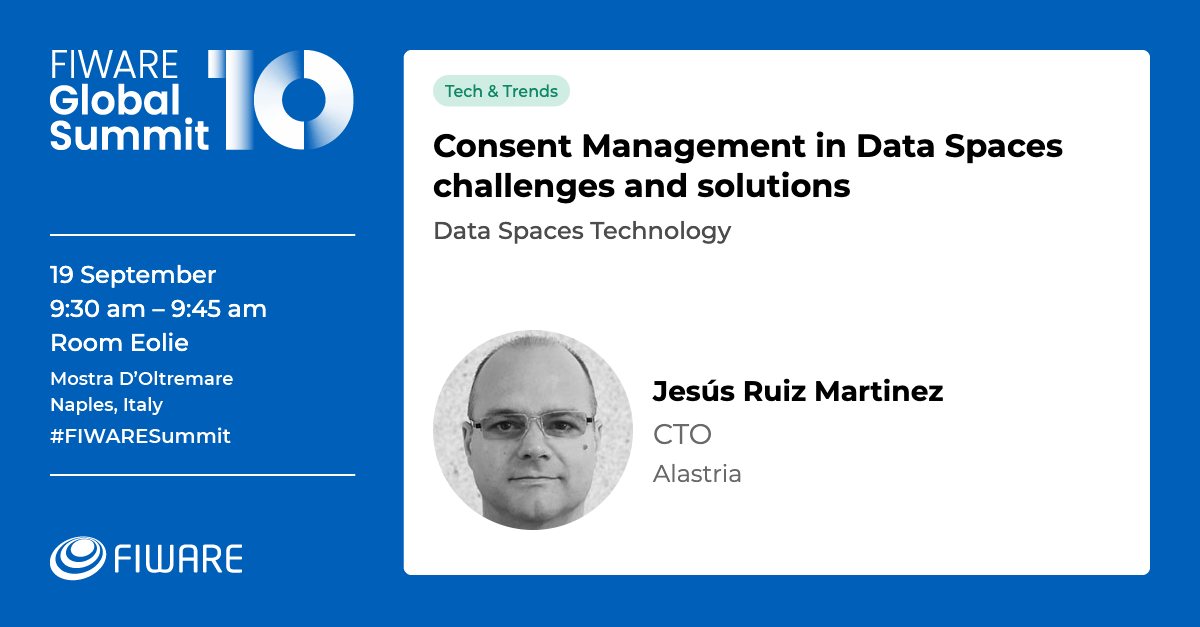 FIWARE
Global
Summit
10
19 September
9:30 am – 9:45 am
Room Eolie
Mostra D’Oltremare
Naples, Italy
#FIWARESummit
FIWARE
Tech & Trends
Consent Management in Data Spaces
challenges and solutions
Data Spaces Technology
Jesús Ruiz Martinez
CTO
Alastria